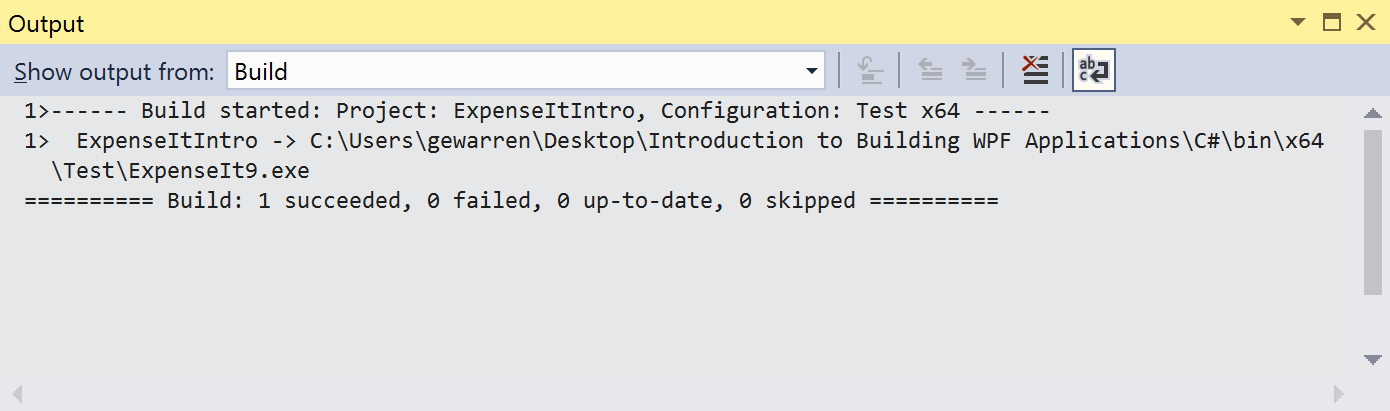 Output
Show output from: Build
1>------ Build started: Project: ExpenseItIntro, Configuration: Test x64 ------
1>  ExpenseItIntro -> C:\Users\gewarren\Desktop\Introduction to Building WPF Applications\C#\bin\x64
\Test\ExpenseIt9.exe
========== Build: 1 succeeded, 0 failed, 0 up-to-date, 0 skipped ==========